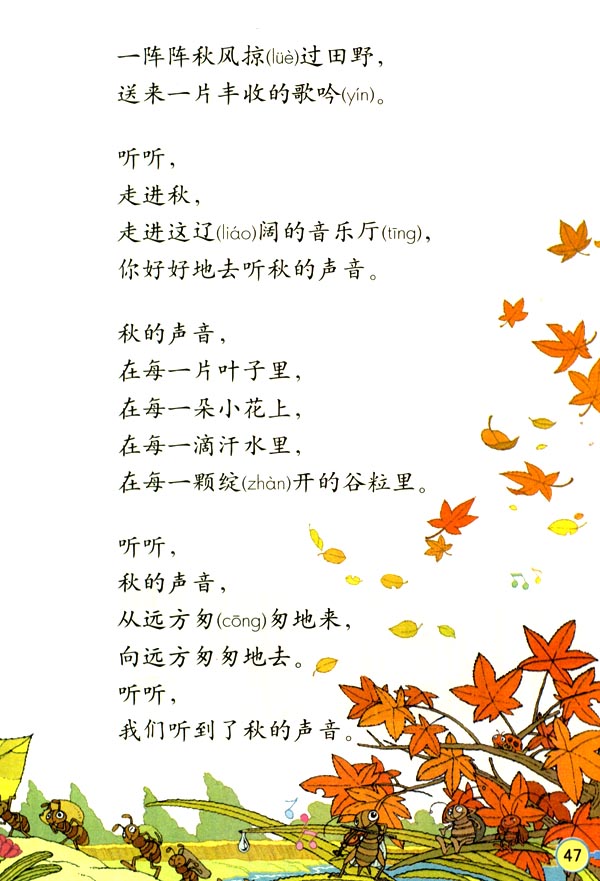 一阵阵秋风掠(lüè)过田野，
送来一片丰收的歌吟(yín)。
听听，
走进秋，
走进这辽(liáo)阔的音乐厅(tīng)，
你好好地去听秋的声音。
秋的声音，
在每一片叶子里，
在每一朵小花上，
在每一滴汗水里，
在每一颗绽(zhàn)开的谷粒里。
听听，
秋的声音，
从远方匆(cōng)匆地来，
向远方匆匆地去。
听听，
我们听到了秋的声音。
47